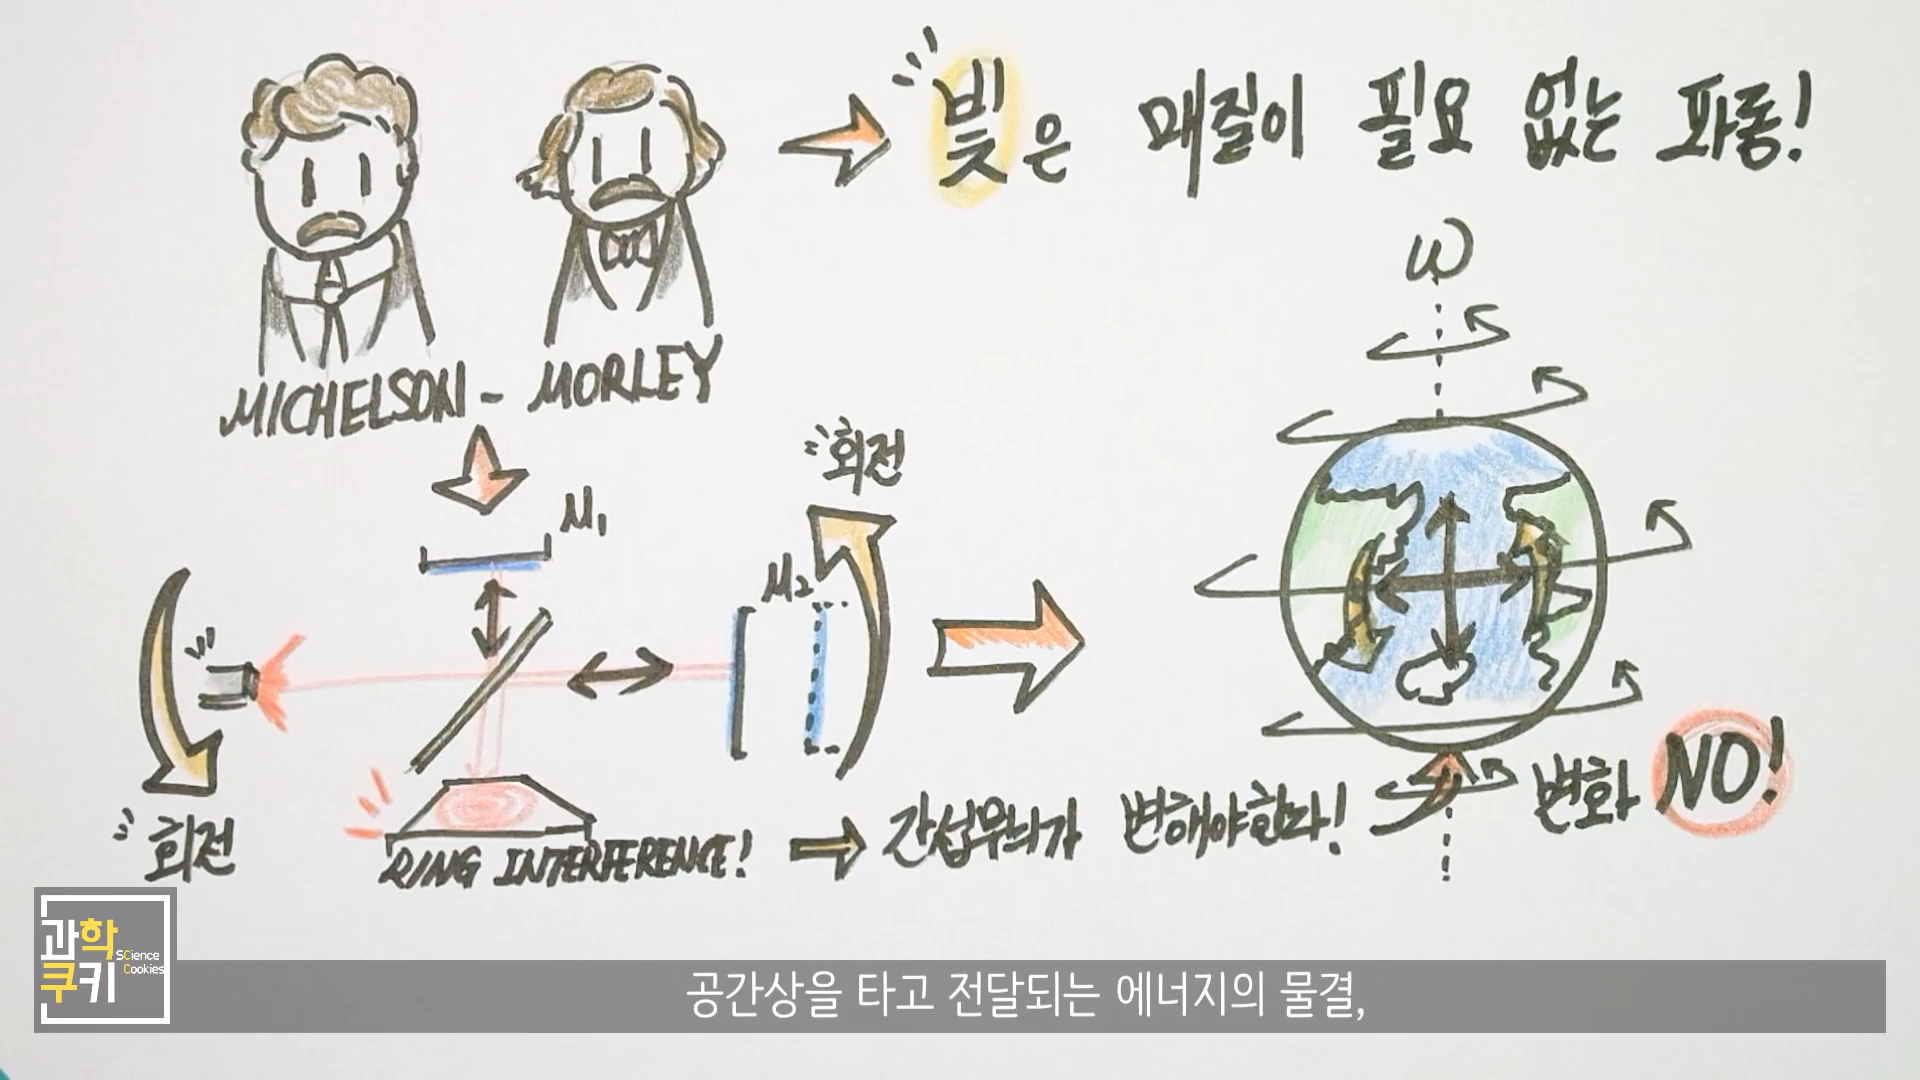 빛은 매질이 필요 없는 파동!
ω
MICHELSON - MORLEY
회전
M1
M2
회전
RING INTERFERENCE!
간섭무늬가 변해야한다!
변화 NO!
과학쿠키
Science Cookies
공간상을 타고 전달되는 에너지의 물결,